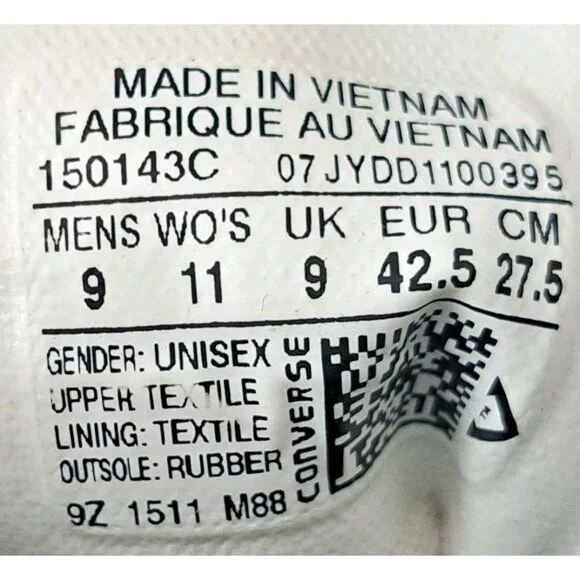 MADE IN VIETNAM
FABRIQUE AU VIETNAM
150143C 07JYDD1100395
MENS WO'S UK EUR CM
9 11 9 42.5 27.5
GENDER: UNISEX
UPPER TEXTILE
LINING: TEXTILE
OUTSOLE: RUBBER
9Z 1511 M88
CONVERSE
™